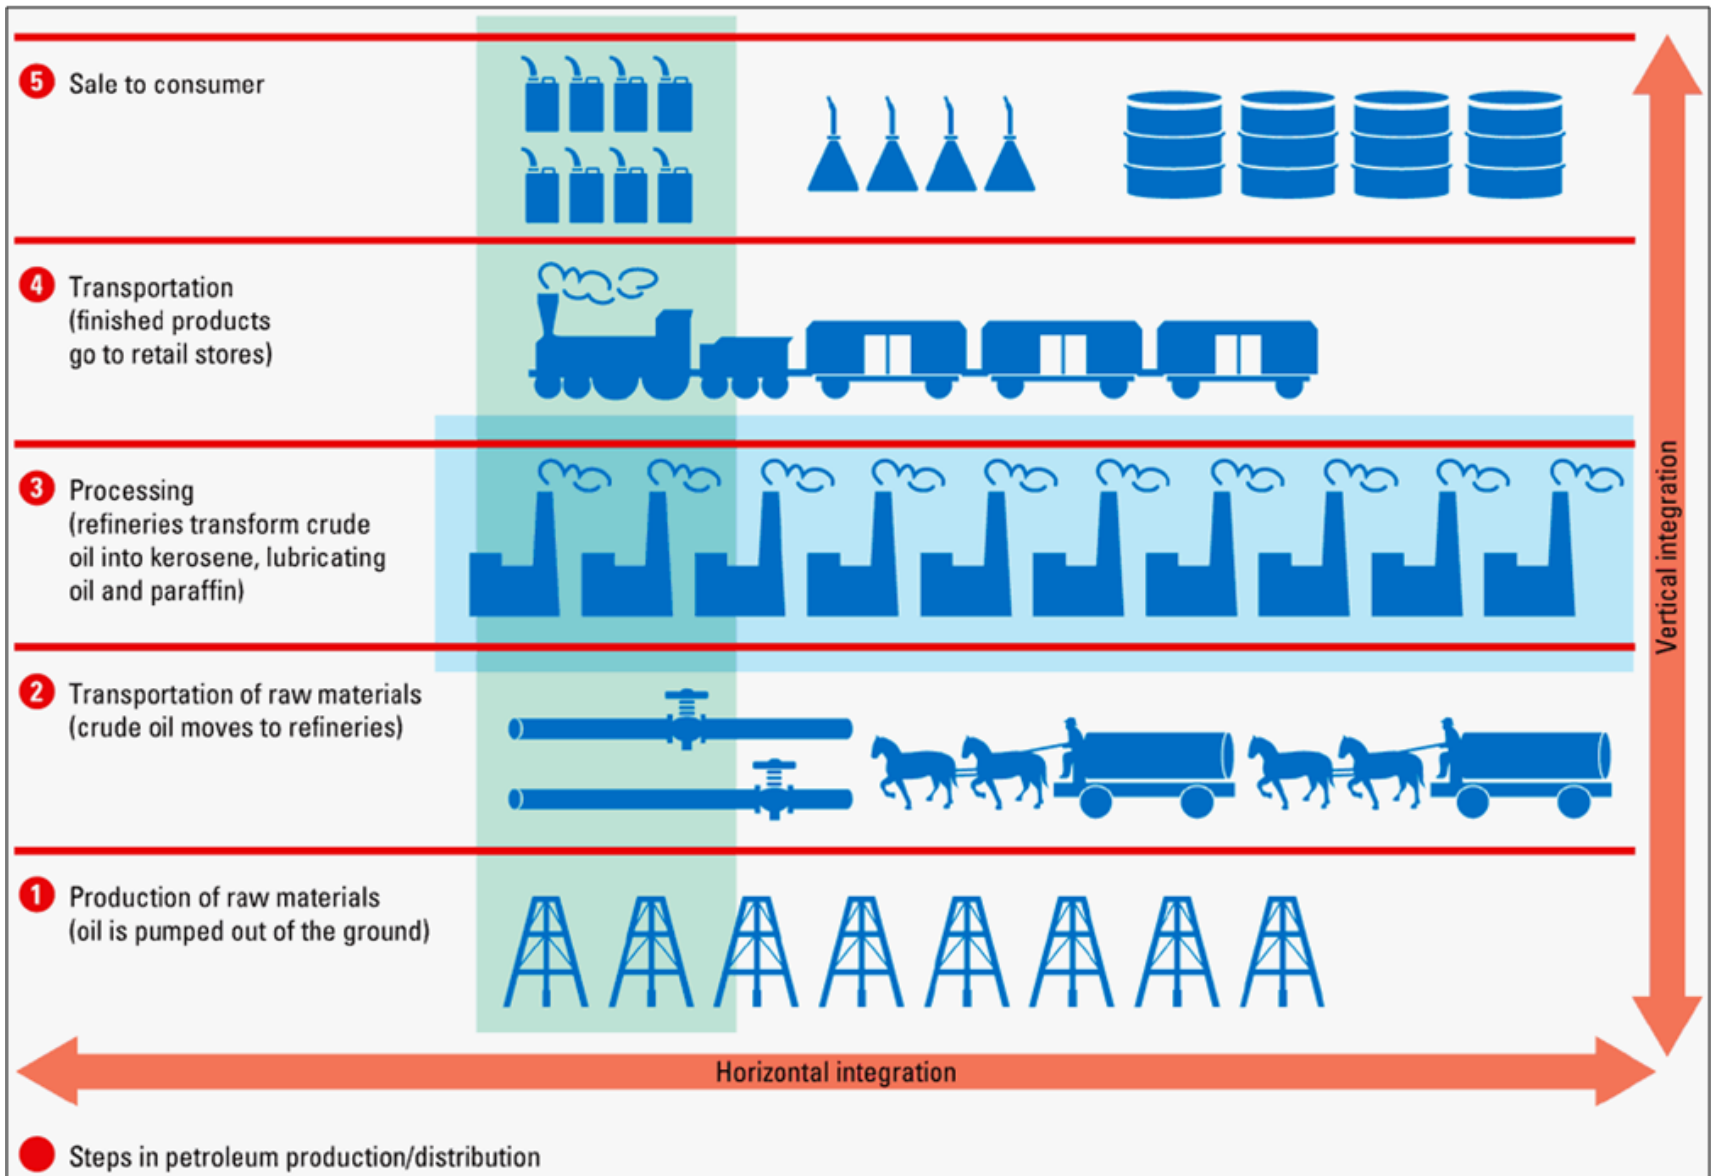 5 Sale to consumer
4 Transportation
(finished products
go to retail stores)
3 Processing
(refineries transform crude
oil into kerosene, lubricating
oil and paraffin)
2 Transportation of raw materials
(crude oil moves to refineries)
1 Production of raw materials
(oil is pumped out of the ground)
Vertical integration
Horizontal integration
Steps in petroleum production/distribution